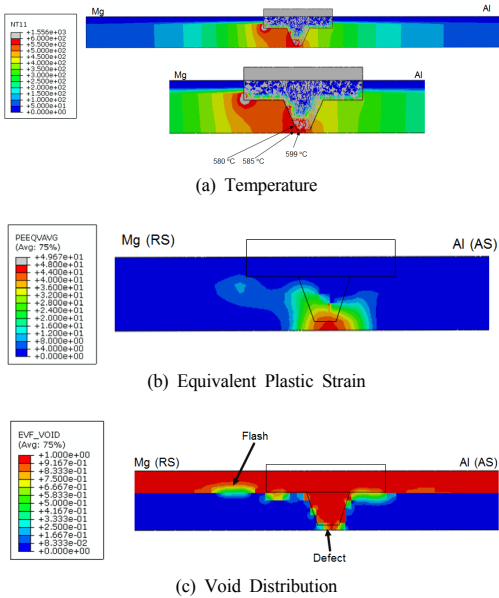 NT11
+1.556e+03
+6.000e+02
+5.500e+02
+5.000e+02
+4.500e+02
+4.000e+02
+3.500e+02
+3.000e+02
+2.500e+02
+2.000e+02
+1.500e+02
+1.000e+02
+5.000e+01
+0.000e+00
Mg
Al
Mg
Al
580 °C
585 °C
599 °C
(a) Temperature
PEEQVAVG
(Avg: 75%)
+4.967e+01
+4.800e+01
+4.400e+01
+4.000e+01
+3.600e+01
+3.200e+01
+2.800e+01
+2.400e+01
+2.000e+01
+1.600e+01
+1.200e+01
+8.000e+00
+4.000e+00
+0.000e+00
Mg (RS)
Al (AS)
(b) Equivalent Plastic Strain
EVF_VOID
(Avg: 75%)
+1.000e+00
+9.167e-01
+8.333e-01
+7.500e-01
+6.667e-01
+5.833e-01
+5.000e-01
+4.167e-01
+3.333e-01
+2.500e-01
+1.667e-01
+8.333e-02
+0.000e+00
Flash
Mg (RS)
Al (AS)
Defect
(c) Void Distribution